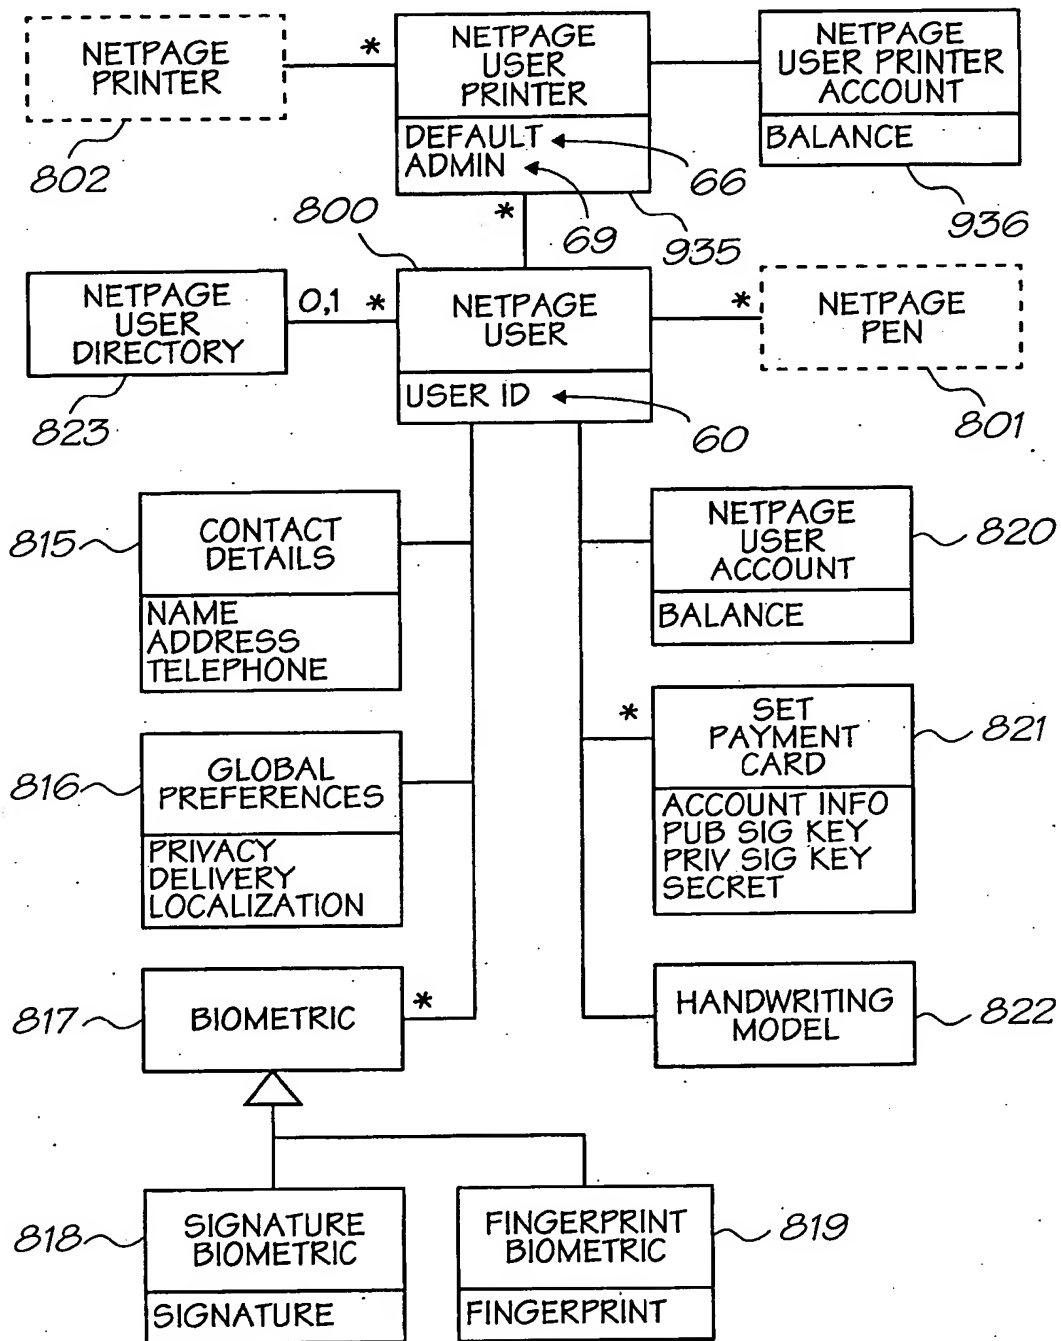 NETPAGE
PRINTER
802
*
NETPAGE
USER
PRINTER
DEFAULT
ADMIN
66
69
935
NETPAGE
USER PRINTER
ACCOUNT
BALANCE
936
*
800
NETPAGE
USER
DIRECTORY
823
0,1
*
NETPAGE
USER
USER ID
60
*
NETPAGE
PEN
801
815
CONTACT
DETAILS
NAME
ADDRESS
TELEPHONE
NETPAGE
USER
ACCOUNT
BALANCE
820
816
GLOBAL
PREFERENCES
PRIVACY
DELIVERY
LOCALIZATION
*
SET
PAYMENT
CARD
ACCOUNT INFO
PUB SIG KEY
PRIV SIG KEY
SECRET
821
817
BIOMETRIC
*
HANDWRITING
MODEL
822
818
SIGNATURE
BIOMETRIC
SIGNATURE
FINGERPRINT
BIOMETRIC
FINGERPRINT
819